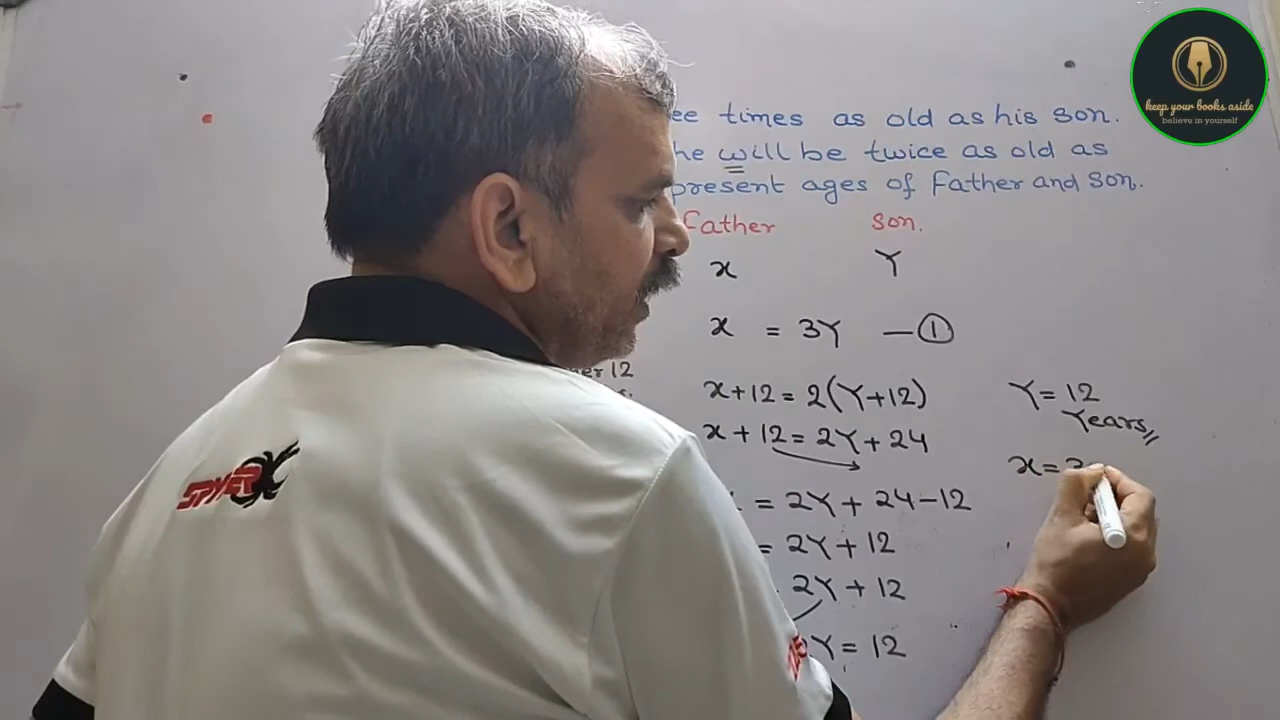 times as old as his son.
he will be twice as old as
present ages of Father and son.
Father son.
x Y
x = 3Y —①
12
x+12 = 2(Y+12)
x + 12 = 2Y + 24
= 2Y + 24 - 12
= 2Y + 12
2Y + 12
Y = 12
Y = 12
Years
x =
SPYDER
keep your books aside
believe in yourself